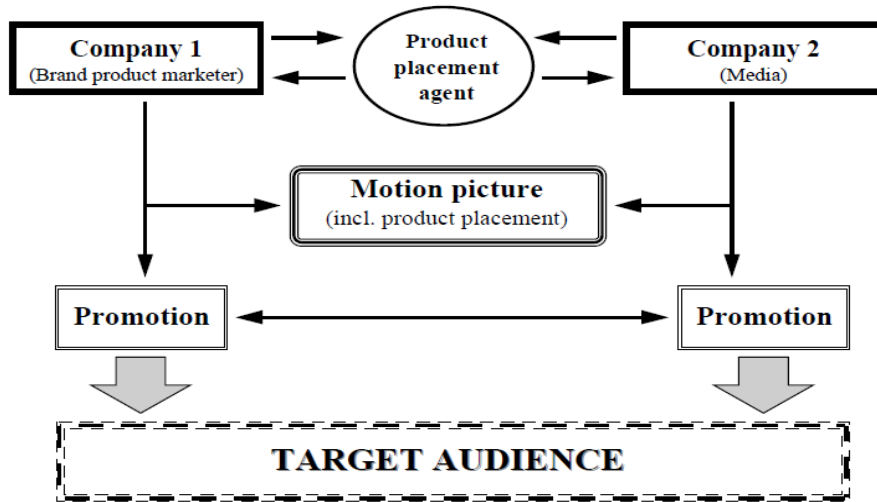 Company 1
(Brand product marketer)
Product
placement
agent
Company 2
(Media)
Motion picture
(incl. product placement)
Promotion
Promotion
TARGET AUDIENCE